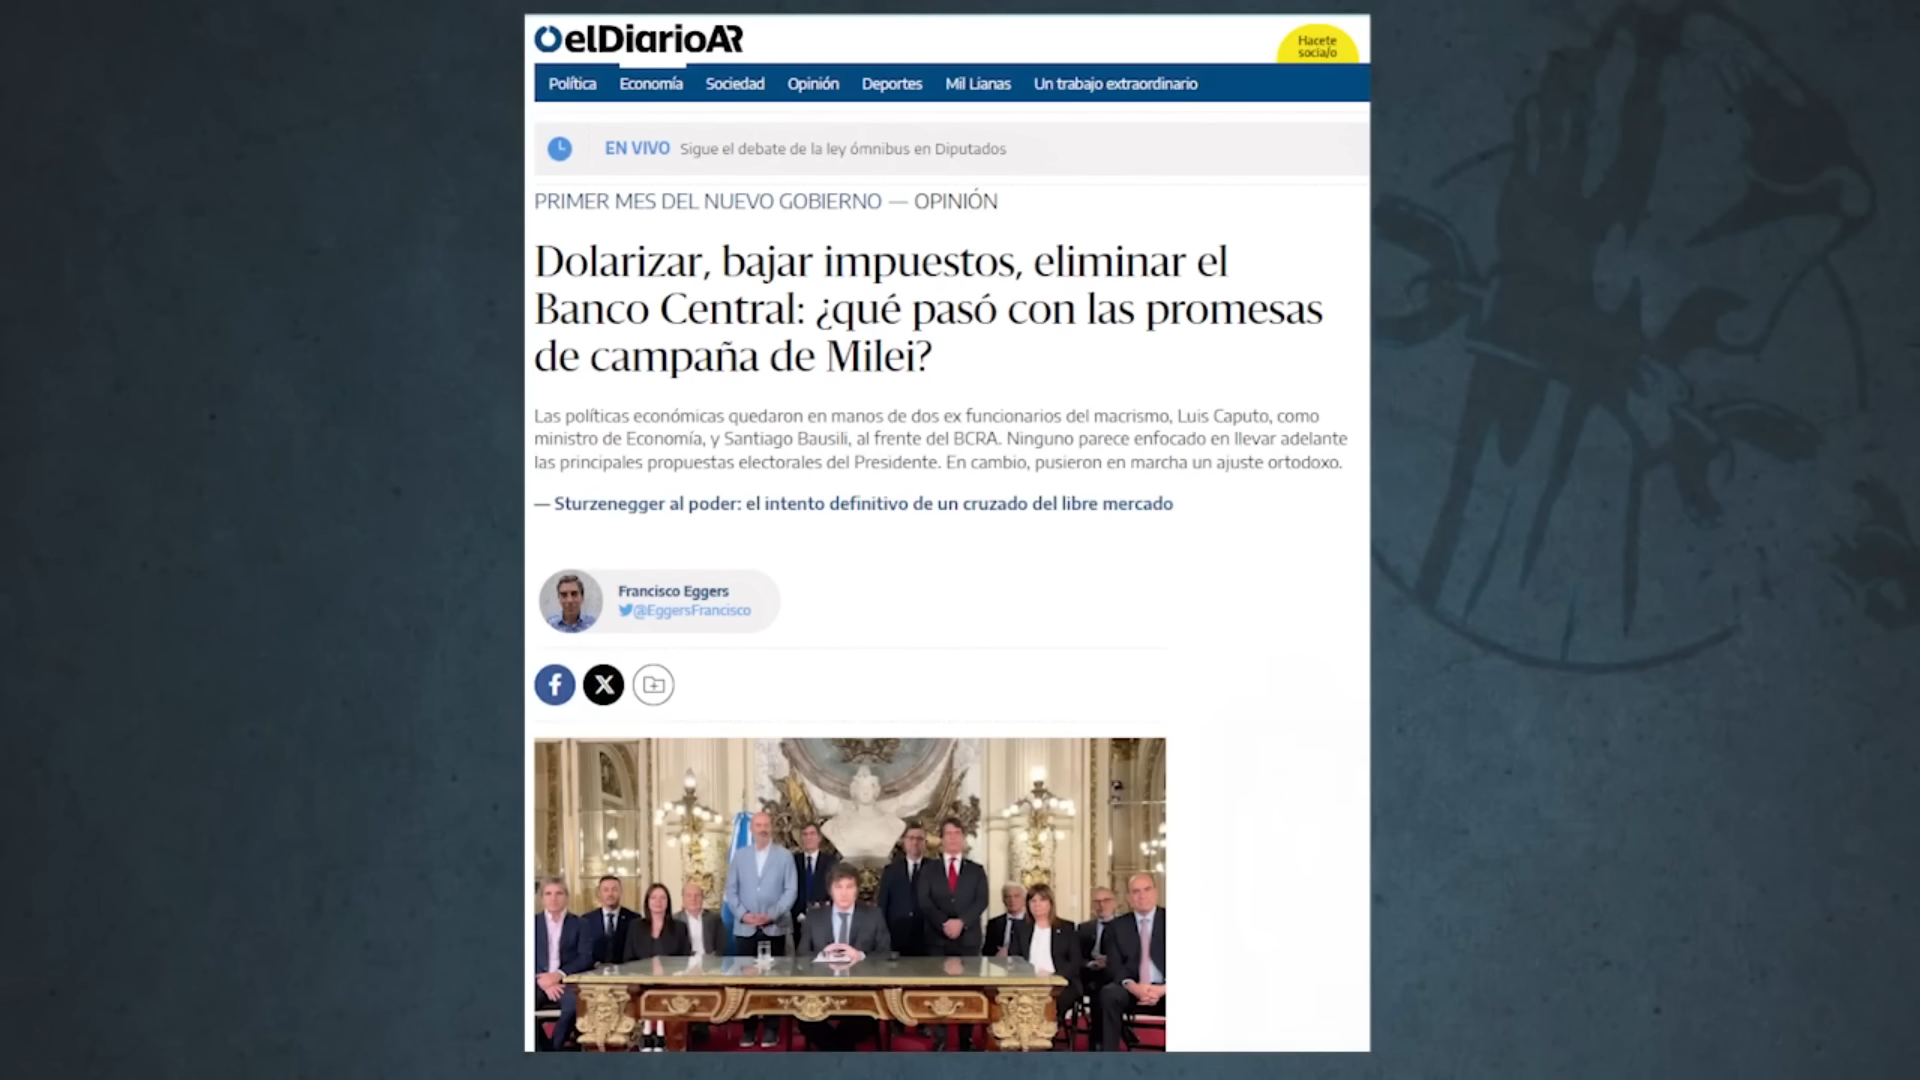 elDiarioAR
Hacete
socia/o
Política Economía Sociedad Opinión Deportes Mil Lianas Un trabajo extraordinario
EN VIVO Sigue el debate de la ley ómnibus en Diputados
PRIMER MES DEL NUEVO GOBIERNO — OPINIÓN
Dolarizar, bajar impuestos, eliminar el
Banco Central: ¿qué pasó con las promesas
de campaña de Milei?
Las políticas económicas quedaron en manos de dos ex funcionarios del macrismo, Luis Caputo, como
ministro de Economía, y Santiago Bausili, al frente del BCRA. Ninguno parece enfocado en llevar adelante
las principales propuestas electorales del Presidente. En cambio, pusieron en marcha un ajuste ortodoxo.
— Sturzenegger al poder: el intento definitivo de un cruzado del libre mercado
Francisco Eggers
@EggersFrancisco